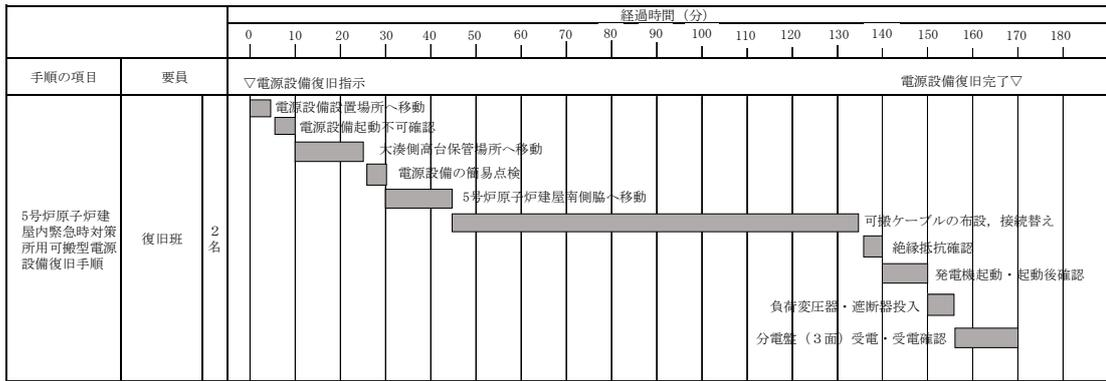 経過時間（分）
0 10 20 30 40 50 60 70 80 90 100 110 120 130 140 150 160 170 180
手順の項目 要員
▽電源設備復旧指示 電源設備復旧完了▽
電源設備設置場所へ移動
電源設備起動不可確認
大湊側高台保管場所へ移動
電源設備の簡易点検
5号炉原子炉建屋南側脇へ移動
可搬ケーブルの布設，接続替え
絶縁抵抗確認
発電機起動・起動後確認
負荷変圧器・遮断器投入
分電盤（３面）受電・受電確認
5号炉原子炉建
屋内緊急時対策
所用可搬型電源
設備復旧手順
復旧班
２
名